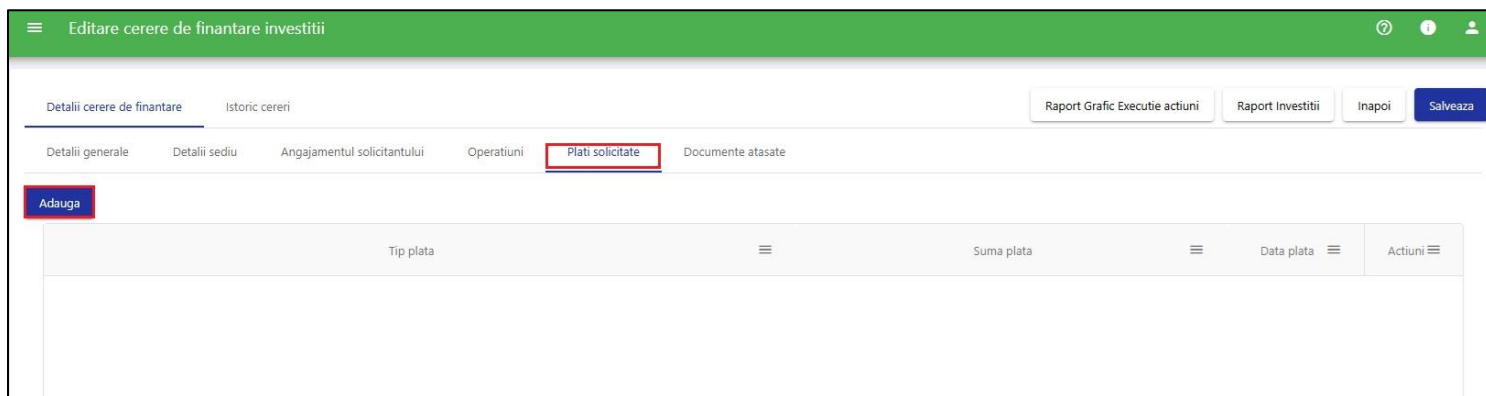 Editare cerere de finantare investitii
Detalii cerere de finantare Istoric cereri Raport Grafic Executie actiuni Raport Investitii Inapoi Salveaza
Detalii generale Detalii sediu Angajamentul solicitantului Operatiuni Plati solicitate Documente atasate
Adauga
Tip plata Suma plata Data plata Actiuni